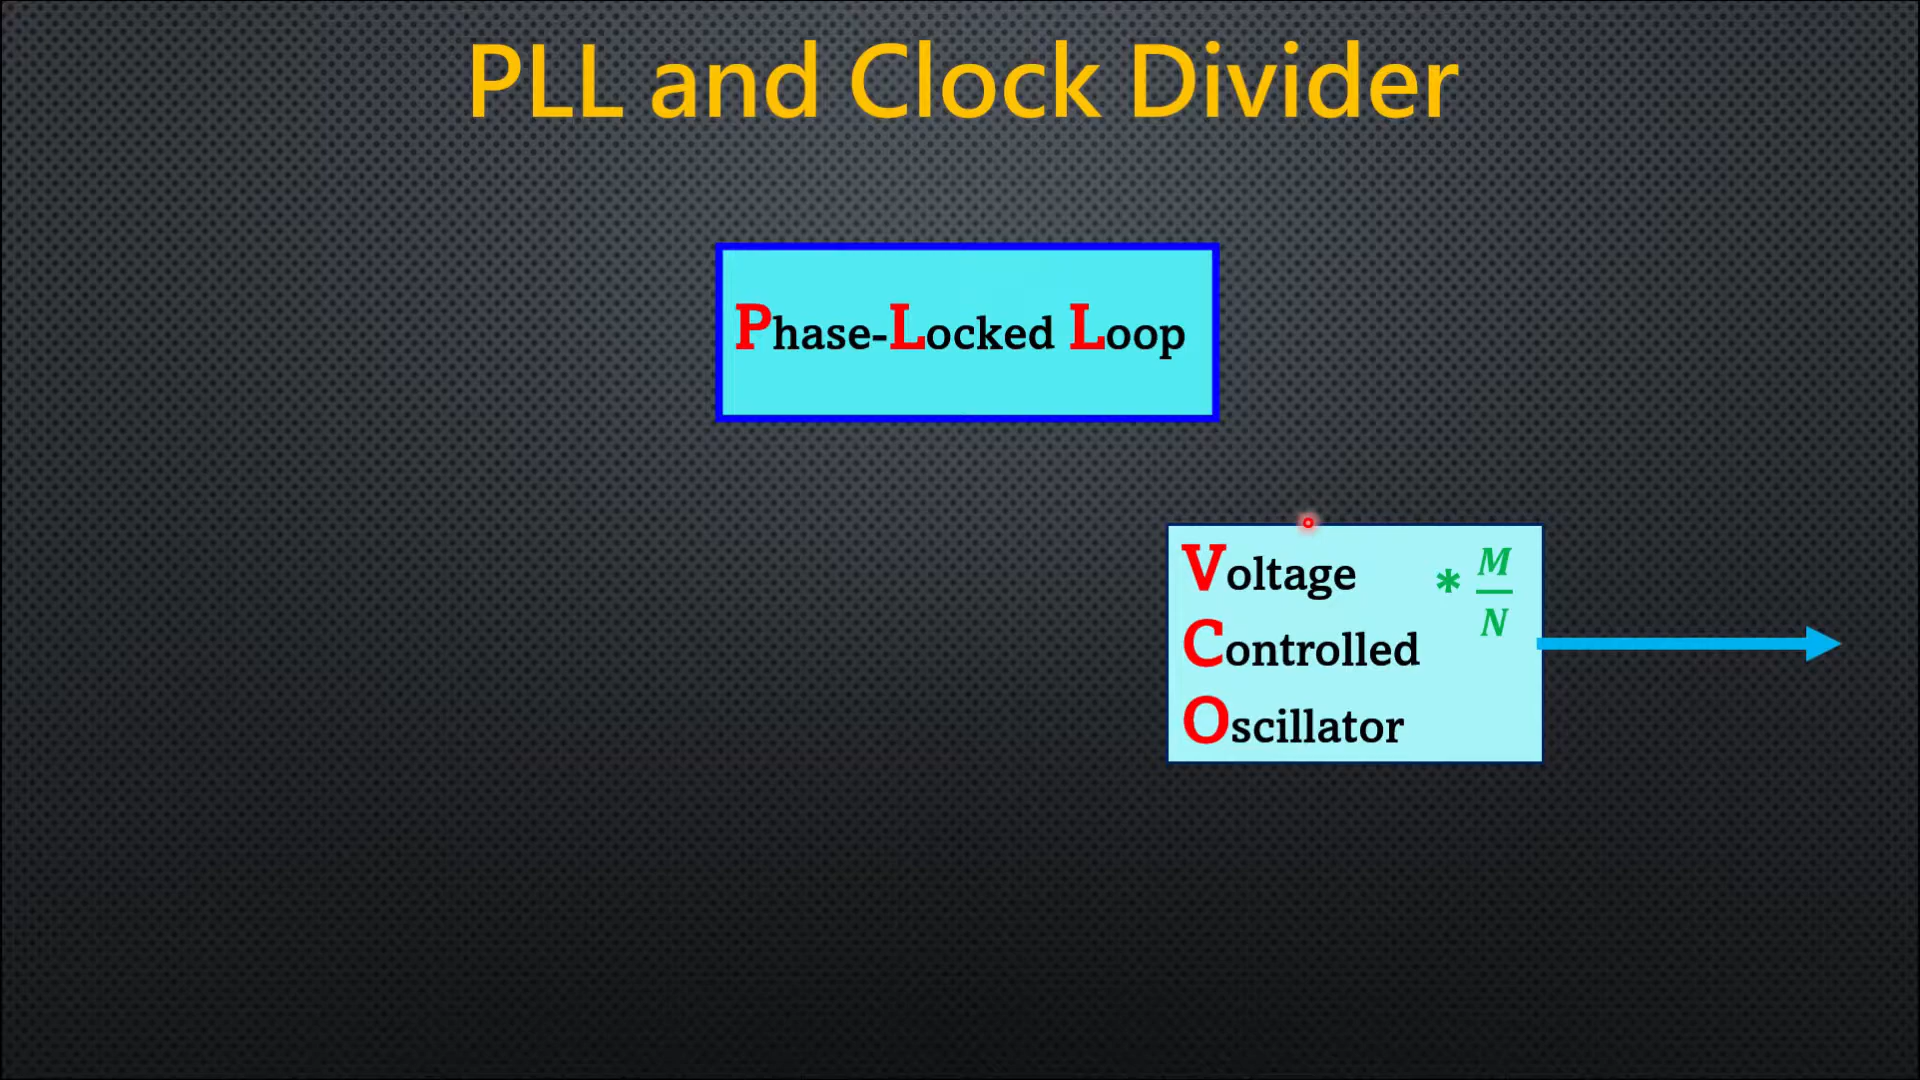 PLL and Clock Divider
Phase-Locked Loop
Voltage * M/N
Controlled
Oscillator